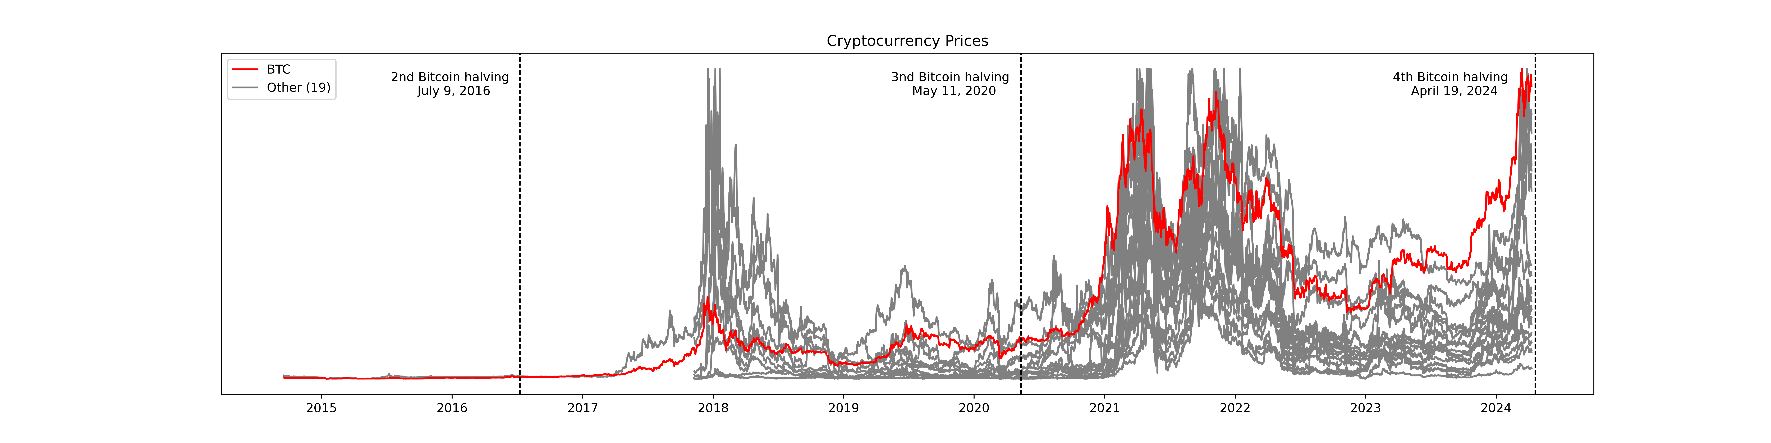 Cryptocurrency Prices
BTC
Other (19)
2nd Bitcoin halving
July 9, 2016
3nd Bitcoin halving
May 11, 2020
4th Bitcoin halving
April 19, 2024
2015 2016 2017 2018 2019 2020 2021 2022 2023 2024